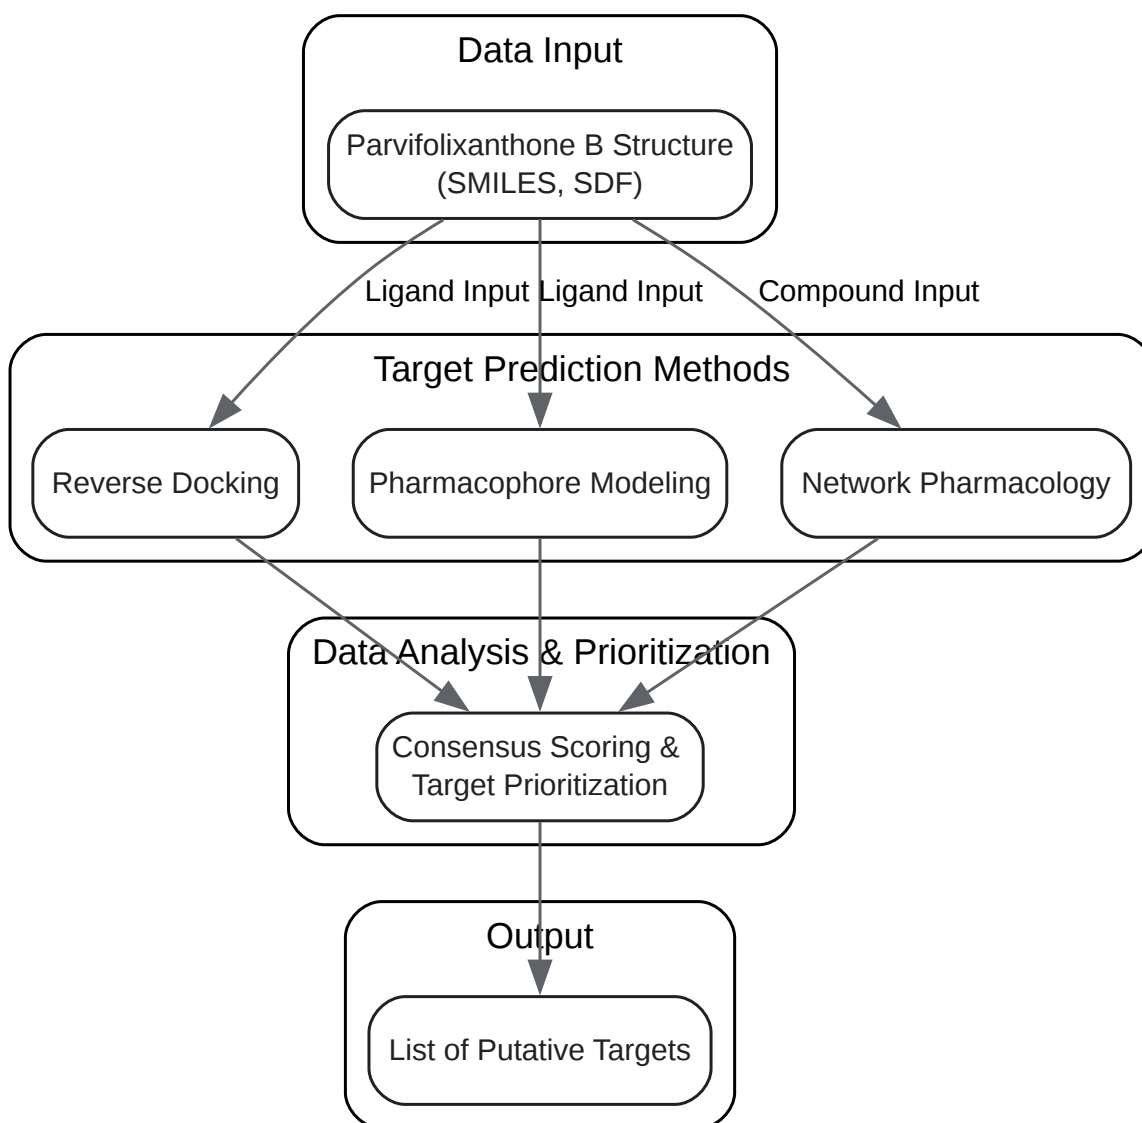 Data Input
Parvifolixanthone B Structure
(SMILES, SDF)
Ligand Input
Ligand Input
Compound Input
Target Prediction Methods
Reverse Docking
Pharmacophore Modeling
Network Pharmacology
Data Analysis & Prioritization
Consensus Scoring &
Target Prioritization
Output
List of Putative Targets